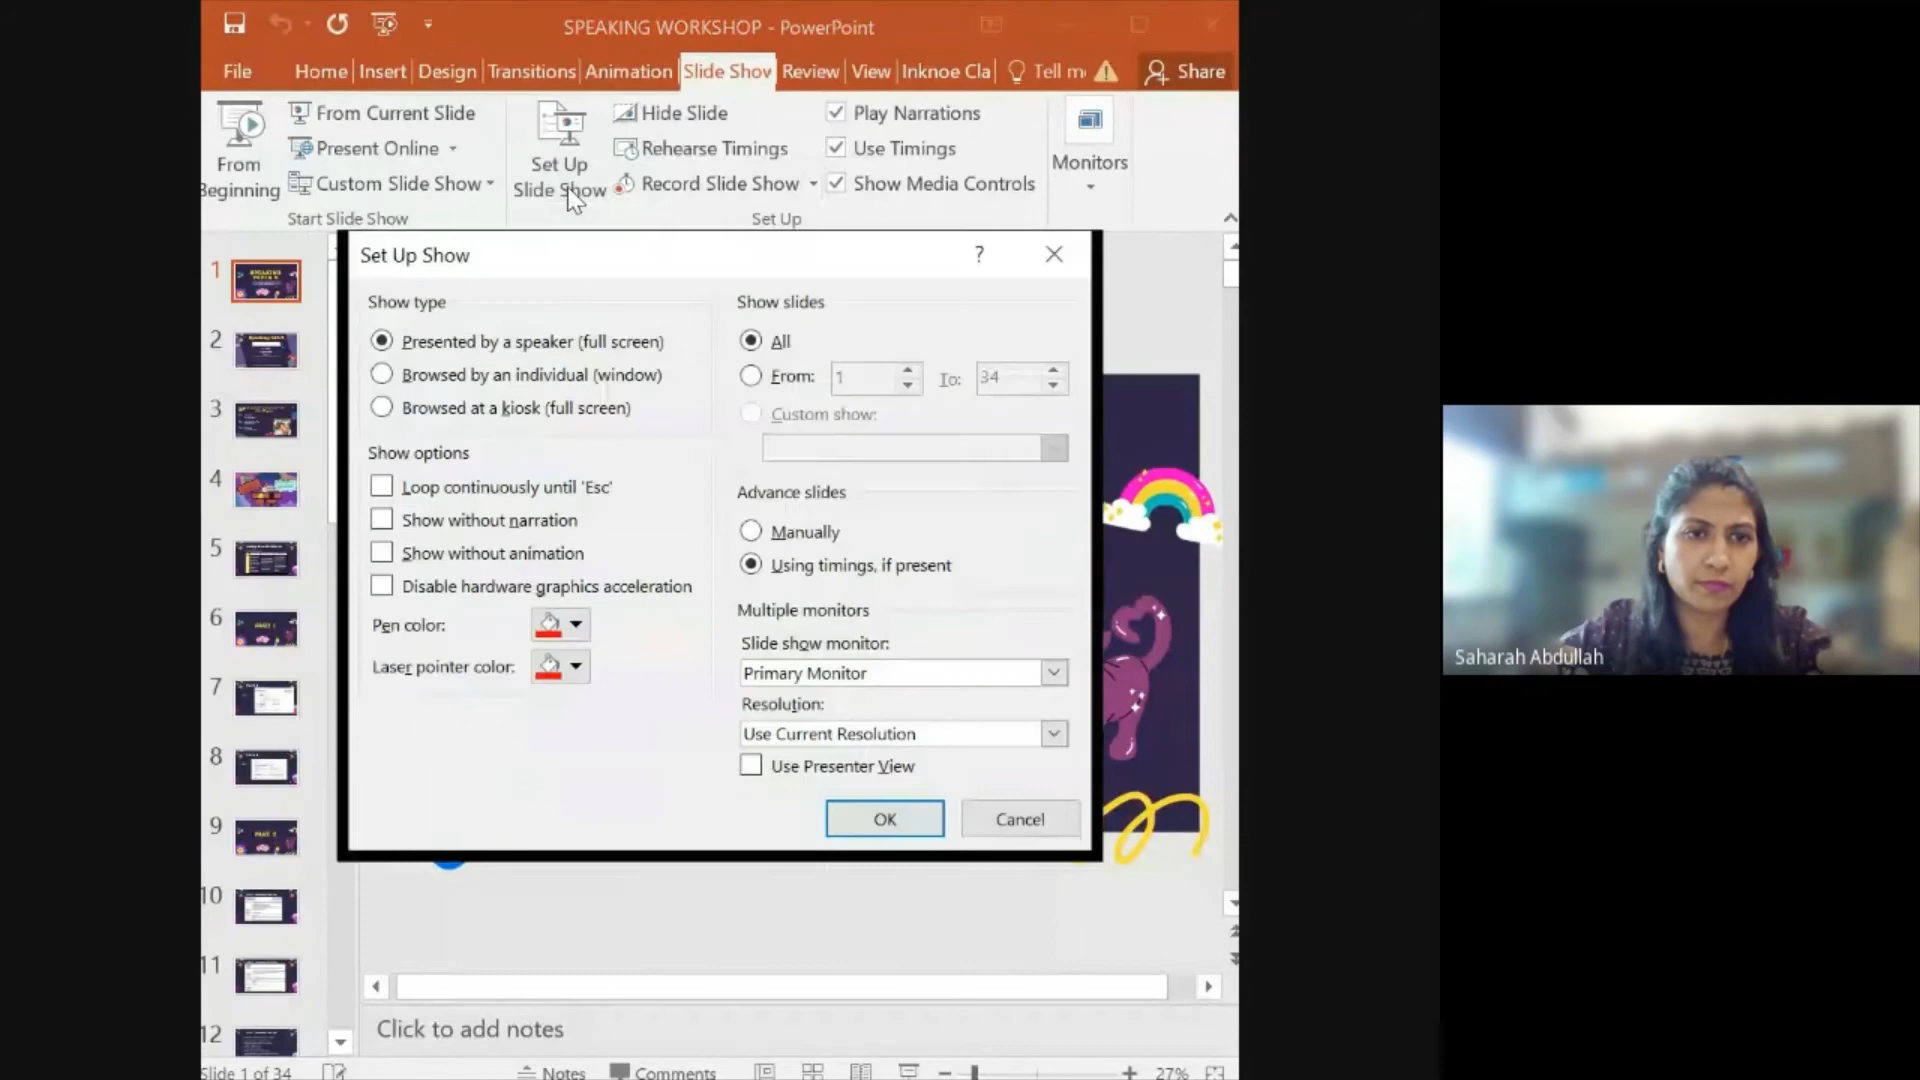 SPEAKING WORKSHOP - PowerPoint
File Home Insert Design Transitions Animation Slide Show Review View Inknoe Cla Tell me Share
From Beginning
From Current Slide
Present Online
Custom Slide Show
Start Slide Show
Set Up Slide Show
Hide Slide
Rehearse Timings
Record Slide Show
Play Narrations
Use Timings
Show Media Controls
Set Up
Monitors
1
2
3
4
5
6
7
8
9
10
11
12
Set Up Show ?
Show type
Presented by a speaker (full screen)
Browsed by an individual (window)
Browsed at a kiosk (full screen)
Show options
Loop continuously until 'Esc'
Show without narration
Show without animation
Disable hardware graphics acceleration
Pen color:
Laser pointer color:
Show slides
All
From: 1 To: 34
Custom show:
Advance slides
Manually
Using timings, if present
Multiple monitors
Slide show monitor:
Primary Monitor
Resolution:
Use Current Resolution
Use Presenter View
OK Cancel
Click to add notes
Slide 1 of 34 Notes Comments 27%
Saharah Abdullah